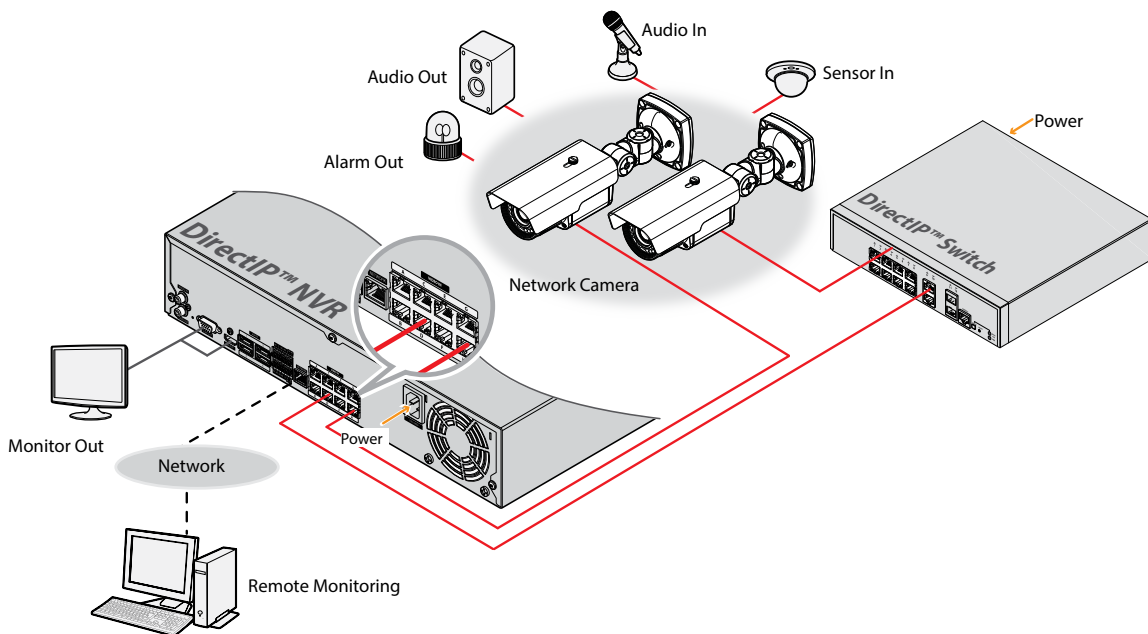 Audio In
Audio Out
Sensor In
Power
Alarm Out
DirectIP™ Switch
DirectIP™ NVR
Network Camera
Monitor Out
Power
Network
Remote Monitoring